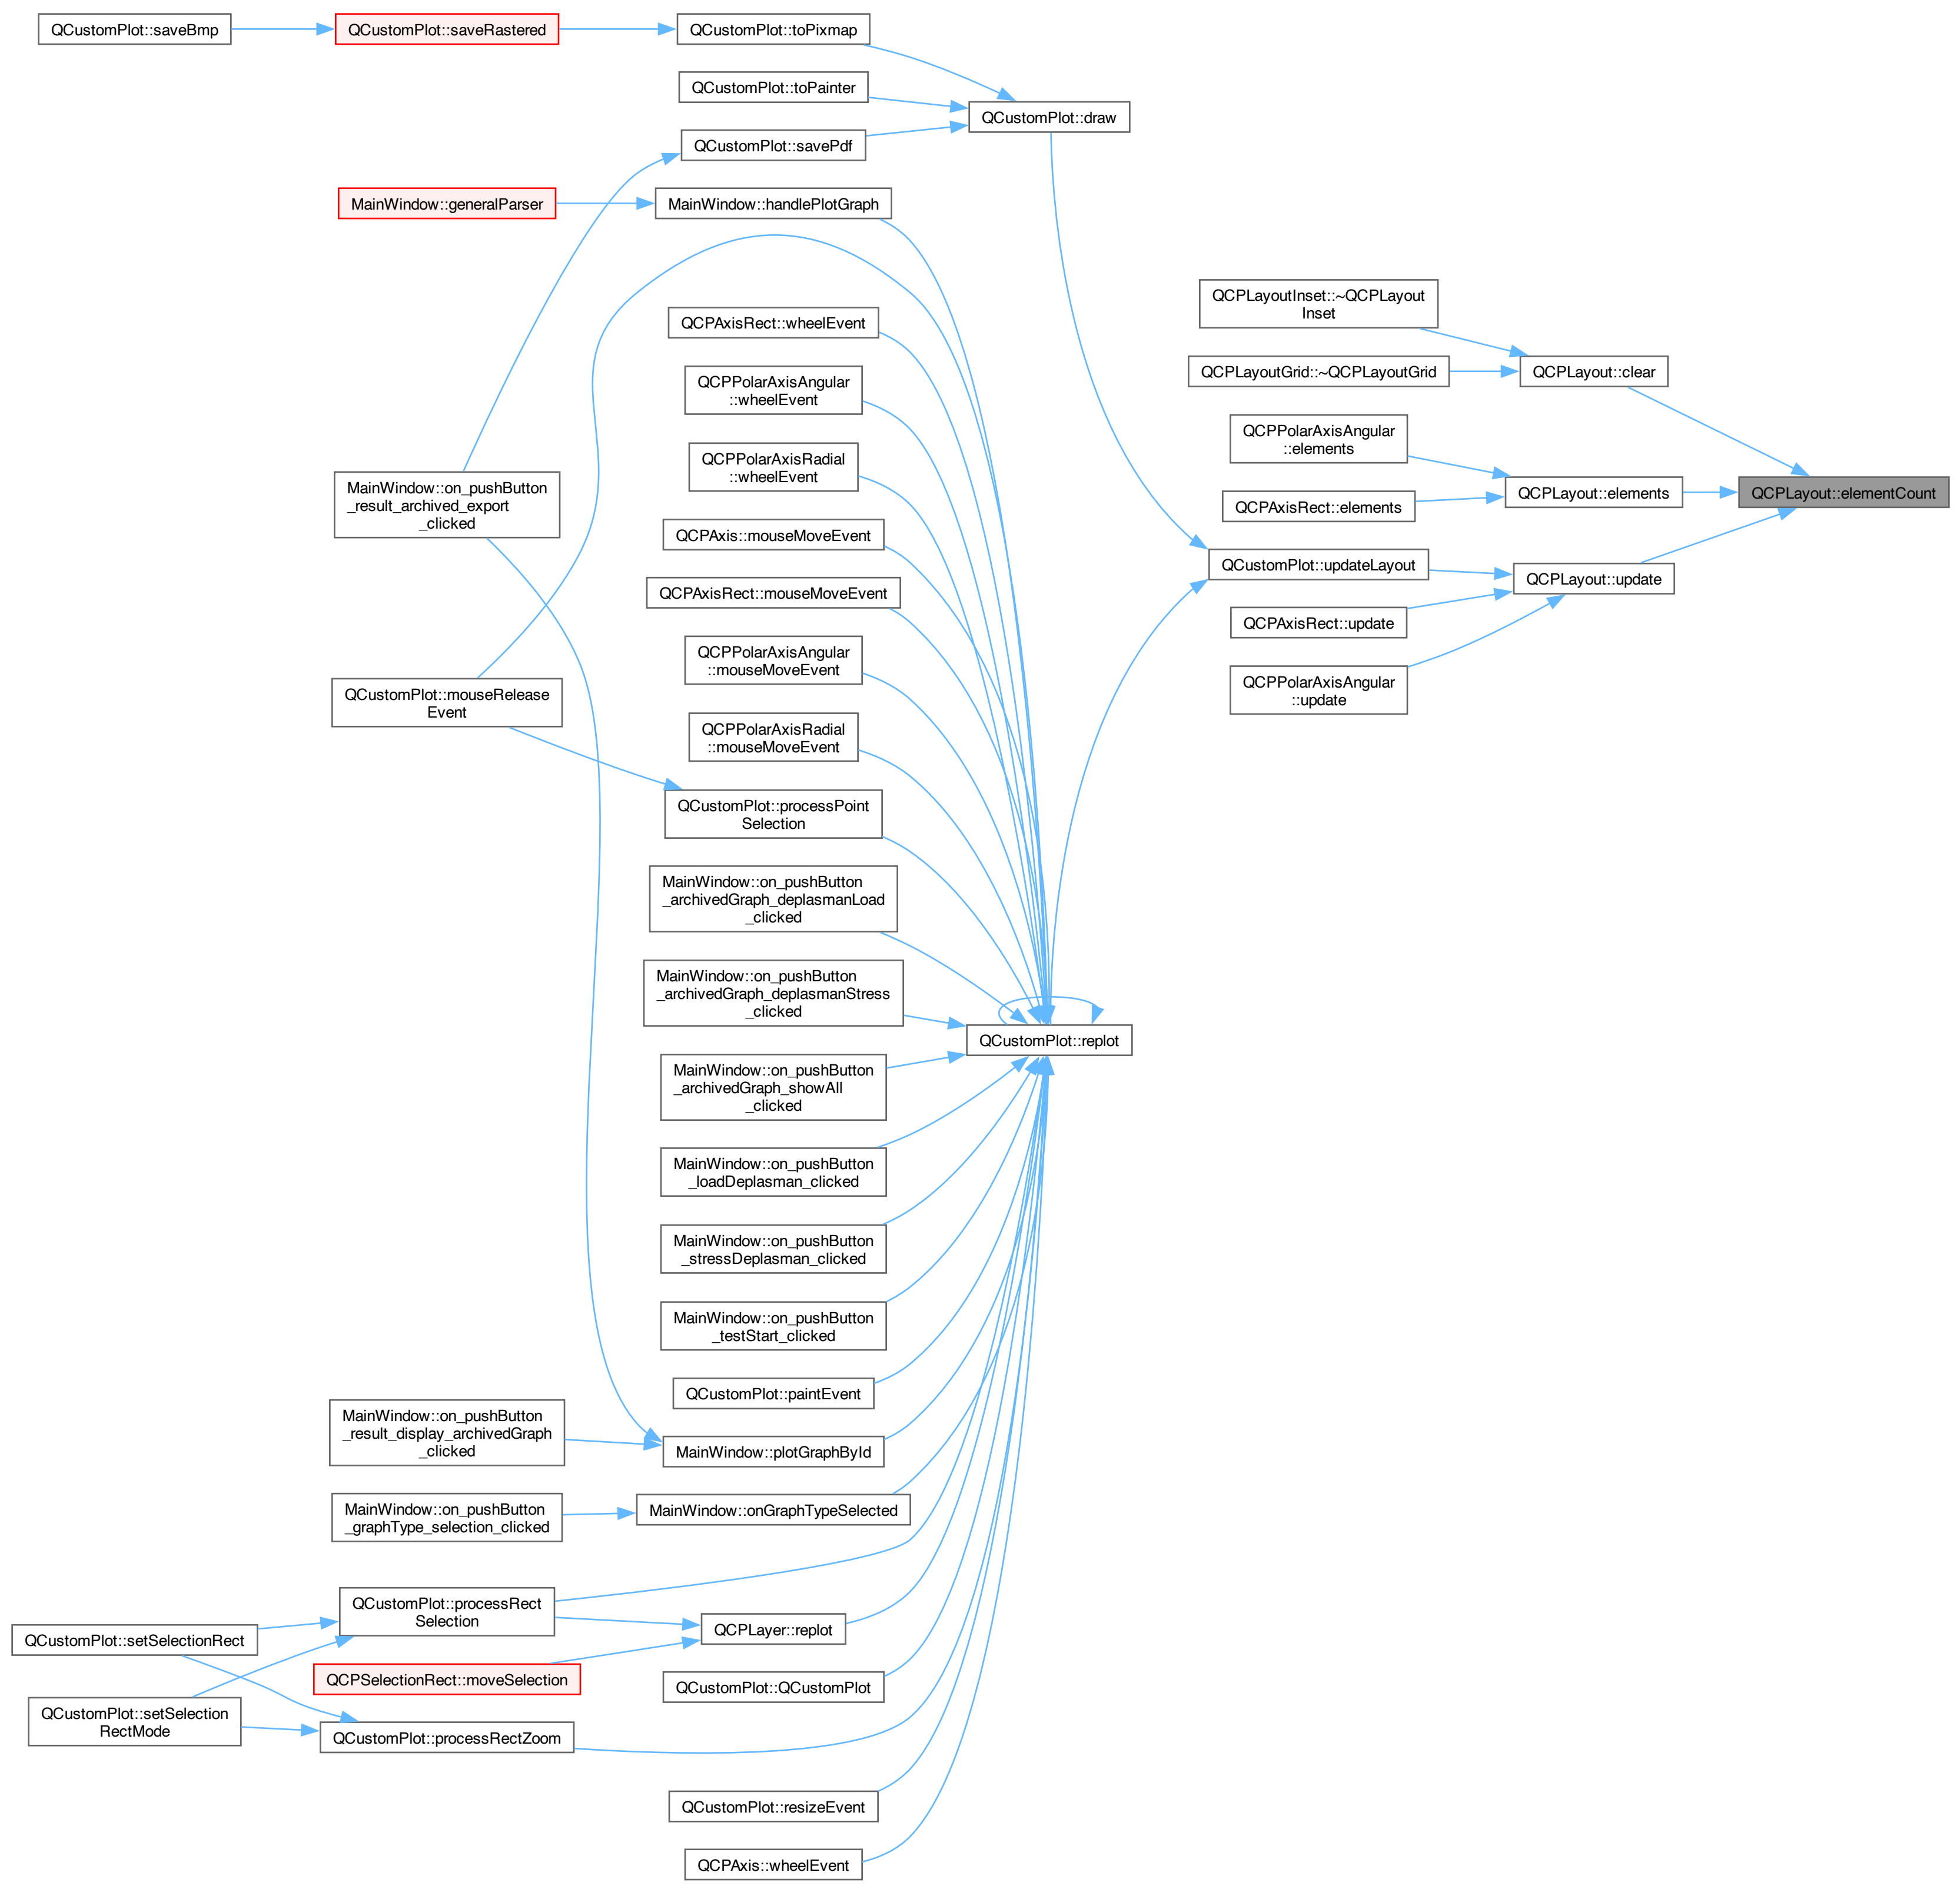 QCustomPlot::saveBmp
QCustomPlot::saveRastered
QCustomPlot::toPixmap
QCustomPlot::toPainter
QCustomPlot::draw
QCustomPlot::savePdf
MainWindow::generalParser
MainWindow::handlePlotGraph
QCPLayoutInset::~QCPLayout
Inset
QCPAxisRect::wheelEvent
QCPLayoutGrid::~QCPLayoutGrid
QCPLayout::clear
QCPPolarAxisAngular
::wheelEvent
QCPPolarAxisAngular
::elements
QCPPolarAxisRadial
::wheelEvent
QCPLayout::elements
QCPLayout::elementCount
MainWindow::on_pushButton
_result_archived_export
_clicked
QCPAxisRect::elements
QCPAxis::mouseMoveEvent
QCustomPlot::updateLayout
QCPLayout::update
QCPAxisRect::mouseMoveEvent
QCPAxisRect::update
QCPPolarAxisAngular
::mouseMoveEvent
QCPPolarAxisAngular
::update
QCustomPlot::mouseRelease
Event
QCPPolarAxisRadial
::mouseMoveEvent
QCustomPlot::processPoint
Selection
MainWindow::on_pushButton
_archivedGraph_deplasmanLoad
_clicked
MainWindow::on_pushButton
_archivedGraph_deplasmanStress
_clicked
QCustomPlot::replot
MainWindow::on_pushButton
_archivedGraph_showAll
_clicked
MainWindow::on_pushButton
_loadDeplasman_clicked
MainWindow::on_pushButton
_stressDeplasman_clicked
MainWindow::on_pushButton
_testStart_clicked
QCustomPlot::paintEvent
MainWindow::on_pushButton
_result_display_archivedGraph
_clicked
MainWindow::plotGraphById
MainWindow::on_pushButton
_graphType_selection_clicked
MainWindow::onGraphTypeSelected
QCustomPlot::processRect
Selection
QCustomPlot::setSelectionRect
QCPLayer::replot
QCPSelectionRect::moveSelection
QCustomPlot::QCustomPlot
QCustomPlot::setSelection
RectMode
QCustomPlot::processRectZoom
QCustomPlot::resizeEvent
QCPAxis::wheelEvent